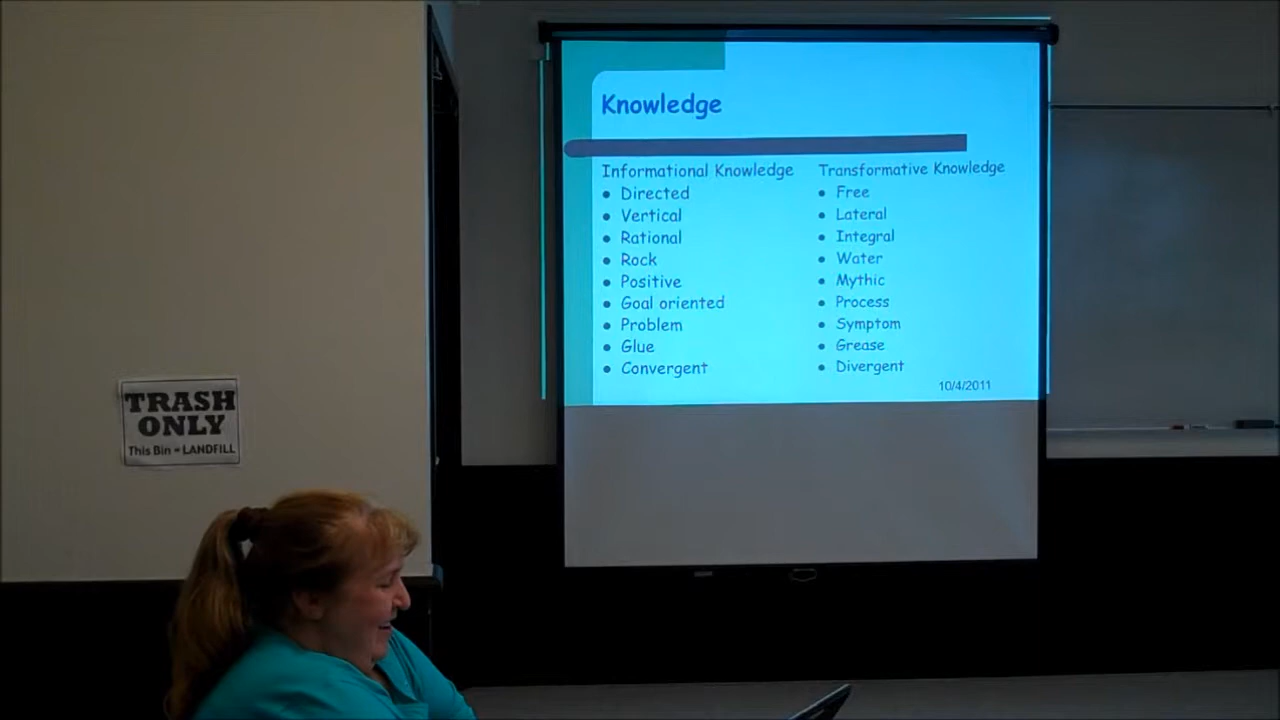 Knowledge
Informational Knowledge
• Directed
• Vertical
• Rational
• Rock
• Positive
• Goal oriented
• Problem
• Glue
• Convergent
Transformative Knowledge
• Free
• Lateral
• Integral
• Water
• Mythic
• Process
• Symptom
• Grease
• Divergent
10/4/2011
TRASH
ONLY
This Bin = LANDFILL